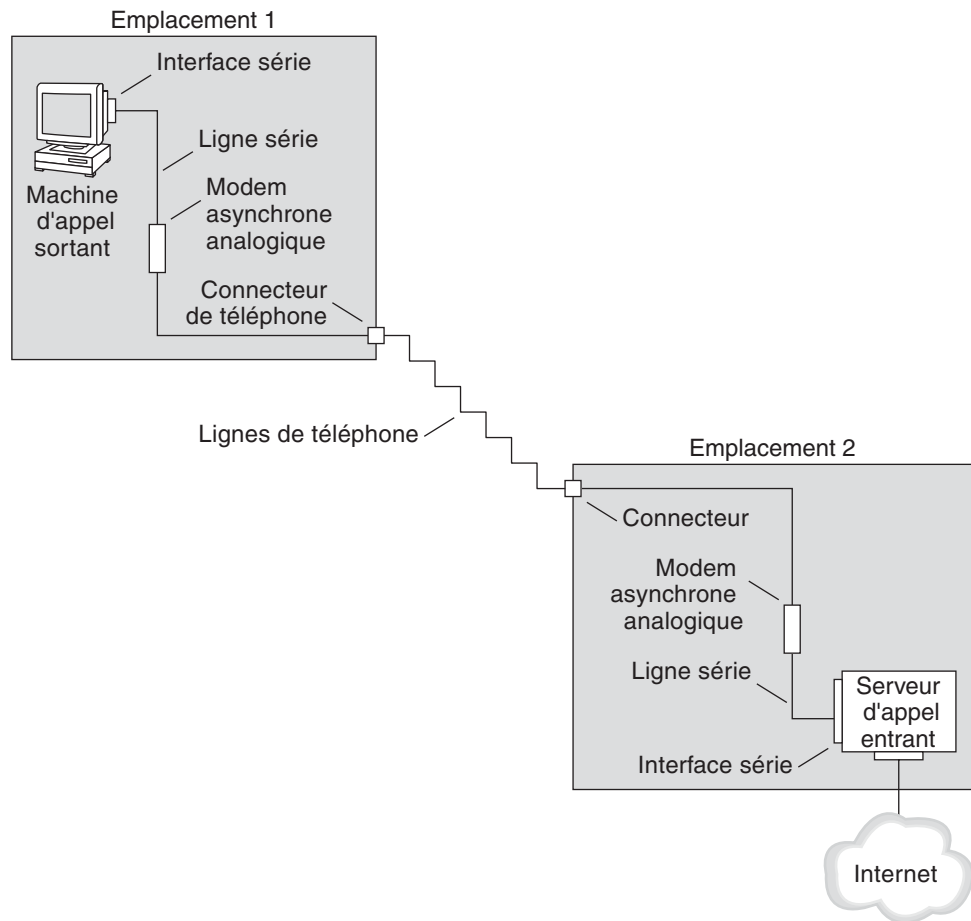 Emplacement 1
Interface série
Ligne série
Machine
d'appel
sortant
Modem
asynchrone
analogique
Connecteur
de téléphone
Lignes de téléphone
Emplacement 2
Connecteur
Modem
asynchrone
analogique
Ligne série
Serveur
d'appel
entrant
Interface série
Internet